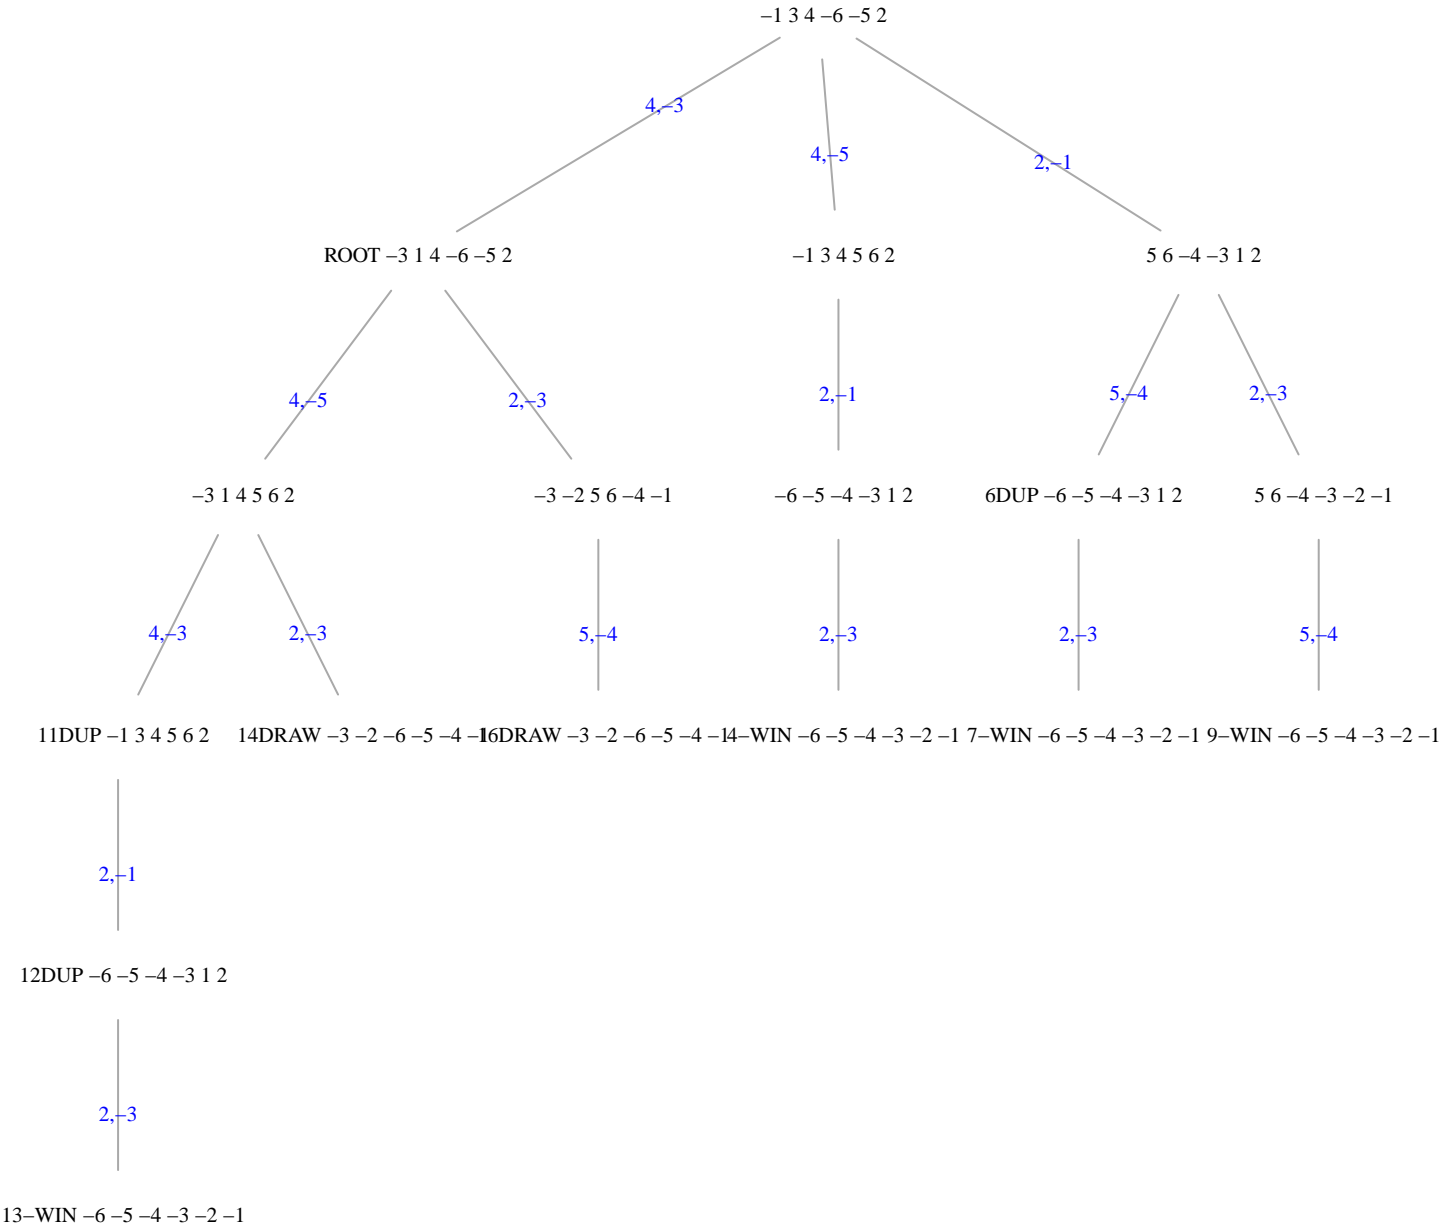 –1 3 4 –6 –5 2
4,–3
4,–5
2,–1
ROOT –3 1 4 –6 –5 2
–1 3 4 5 6 2
5 6 –4 –3 1 2
4,–5
2,–3
2,–1
5,–4
2,–3
–3 1 4 5 6 2
–3 –2 5 6 –4 –1
–6 –5 –4 –3 1 2
6DUP –6 –5 –4 –3 1 2
5 6 –4 –3 –2 –1
4,–3
2,–3
5,–4
2,–3
2,–3
5,–4
11DUP –1 3 4 5 6 2
14DRAW –3 –2 –6 –5 –4 –1
16DRAW –3 –2 –6 –5 –4 –1
4–WIN –6 –5 –4 –3 –2 –1
7–WIN –6 –5 –4 –3 –2 –1
9–WIN –6 –5 –4 –3 –2 –1
2,–1
12DUP –6 –5 –4 –3 1 2
2,–3
13–WIN –6 –5 –4 –3 –2 –1